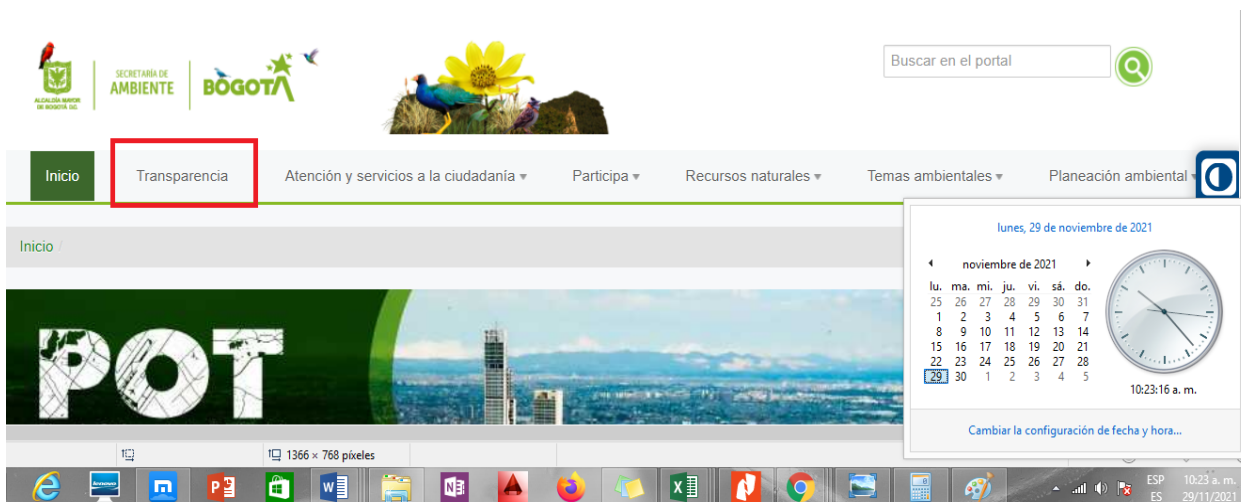 ALCALDÍA MAYOR
DE BOGOTÁ D.C.
SECRETARÍA DE
AMBIENTE
BOGOTÁ
Buscar en el portal
Inicio
Transparencia
Atención y servicios a la ciudadanía
Participa
Recursos naturales
Temas ambientales
Planeación ambiental
Inicio /
POT
lunes, 29 de noviembre de 2021
noviembre de 2021
lu. ma. mi. ju. vi. sá. do.
25 26 27 28 29 30 31
1 2 3 4 5 6 7
8 9 10 11 12 13 14
15 16 17 18 19 20 21
22 23 24 25 26 27 28
29 30 1 2 3 4 5
10:23:16 a. m.
Cambiar la configuración de fecha y hora...
1366 × 768 píxeles
ESP
ES
10:23 a. m.
29/11/2021